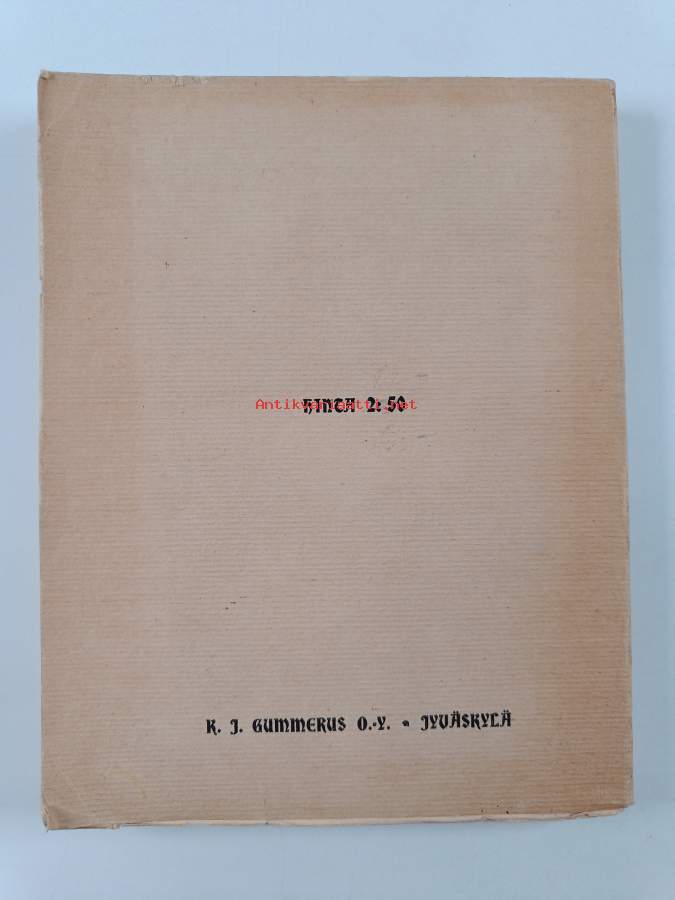 HINTA 2: 50
Antikvariaatti.net
K. J. GUMMERUS O.-Y. * JYVÄSKYLÄ